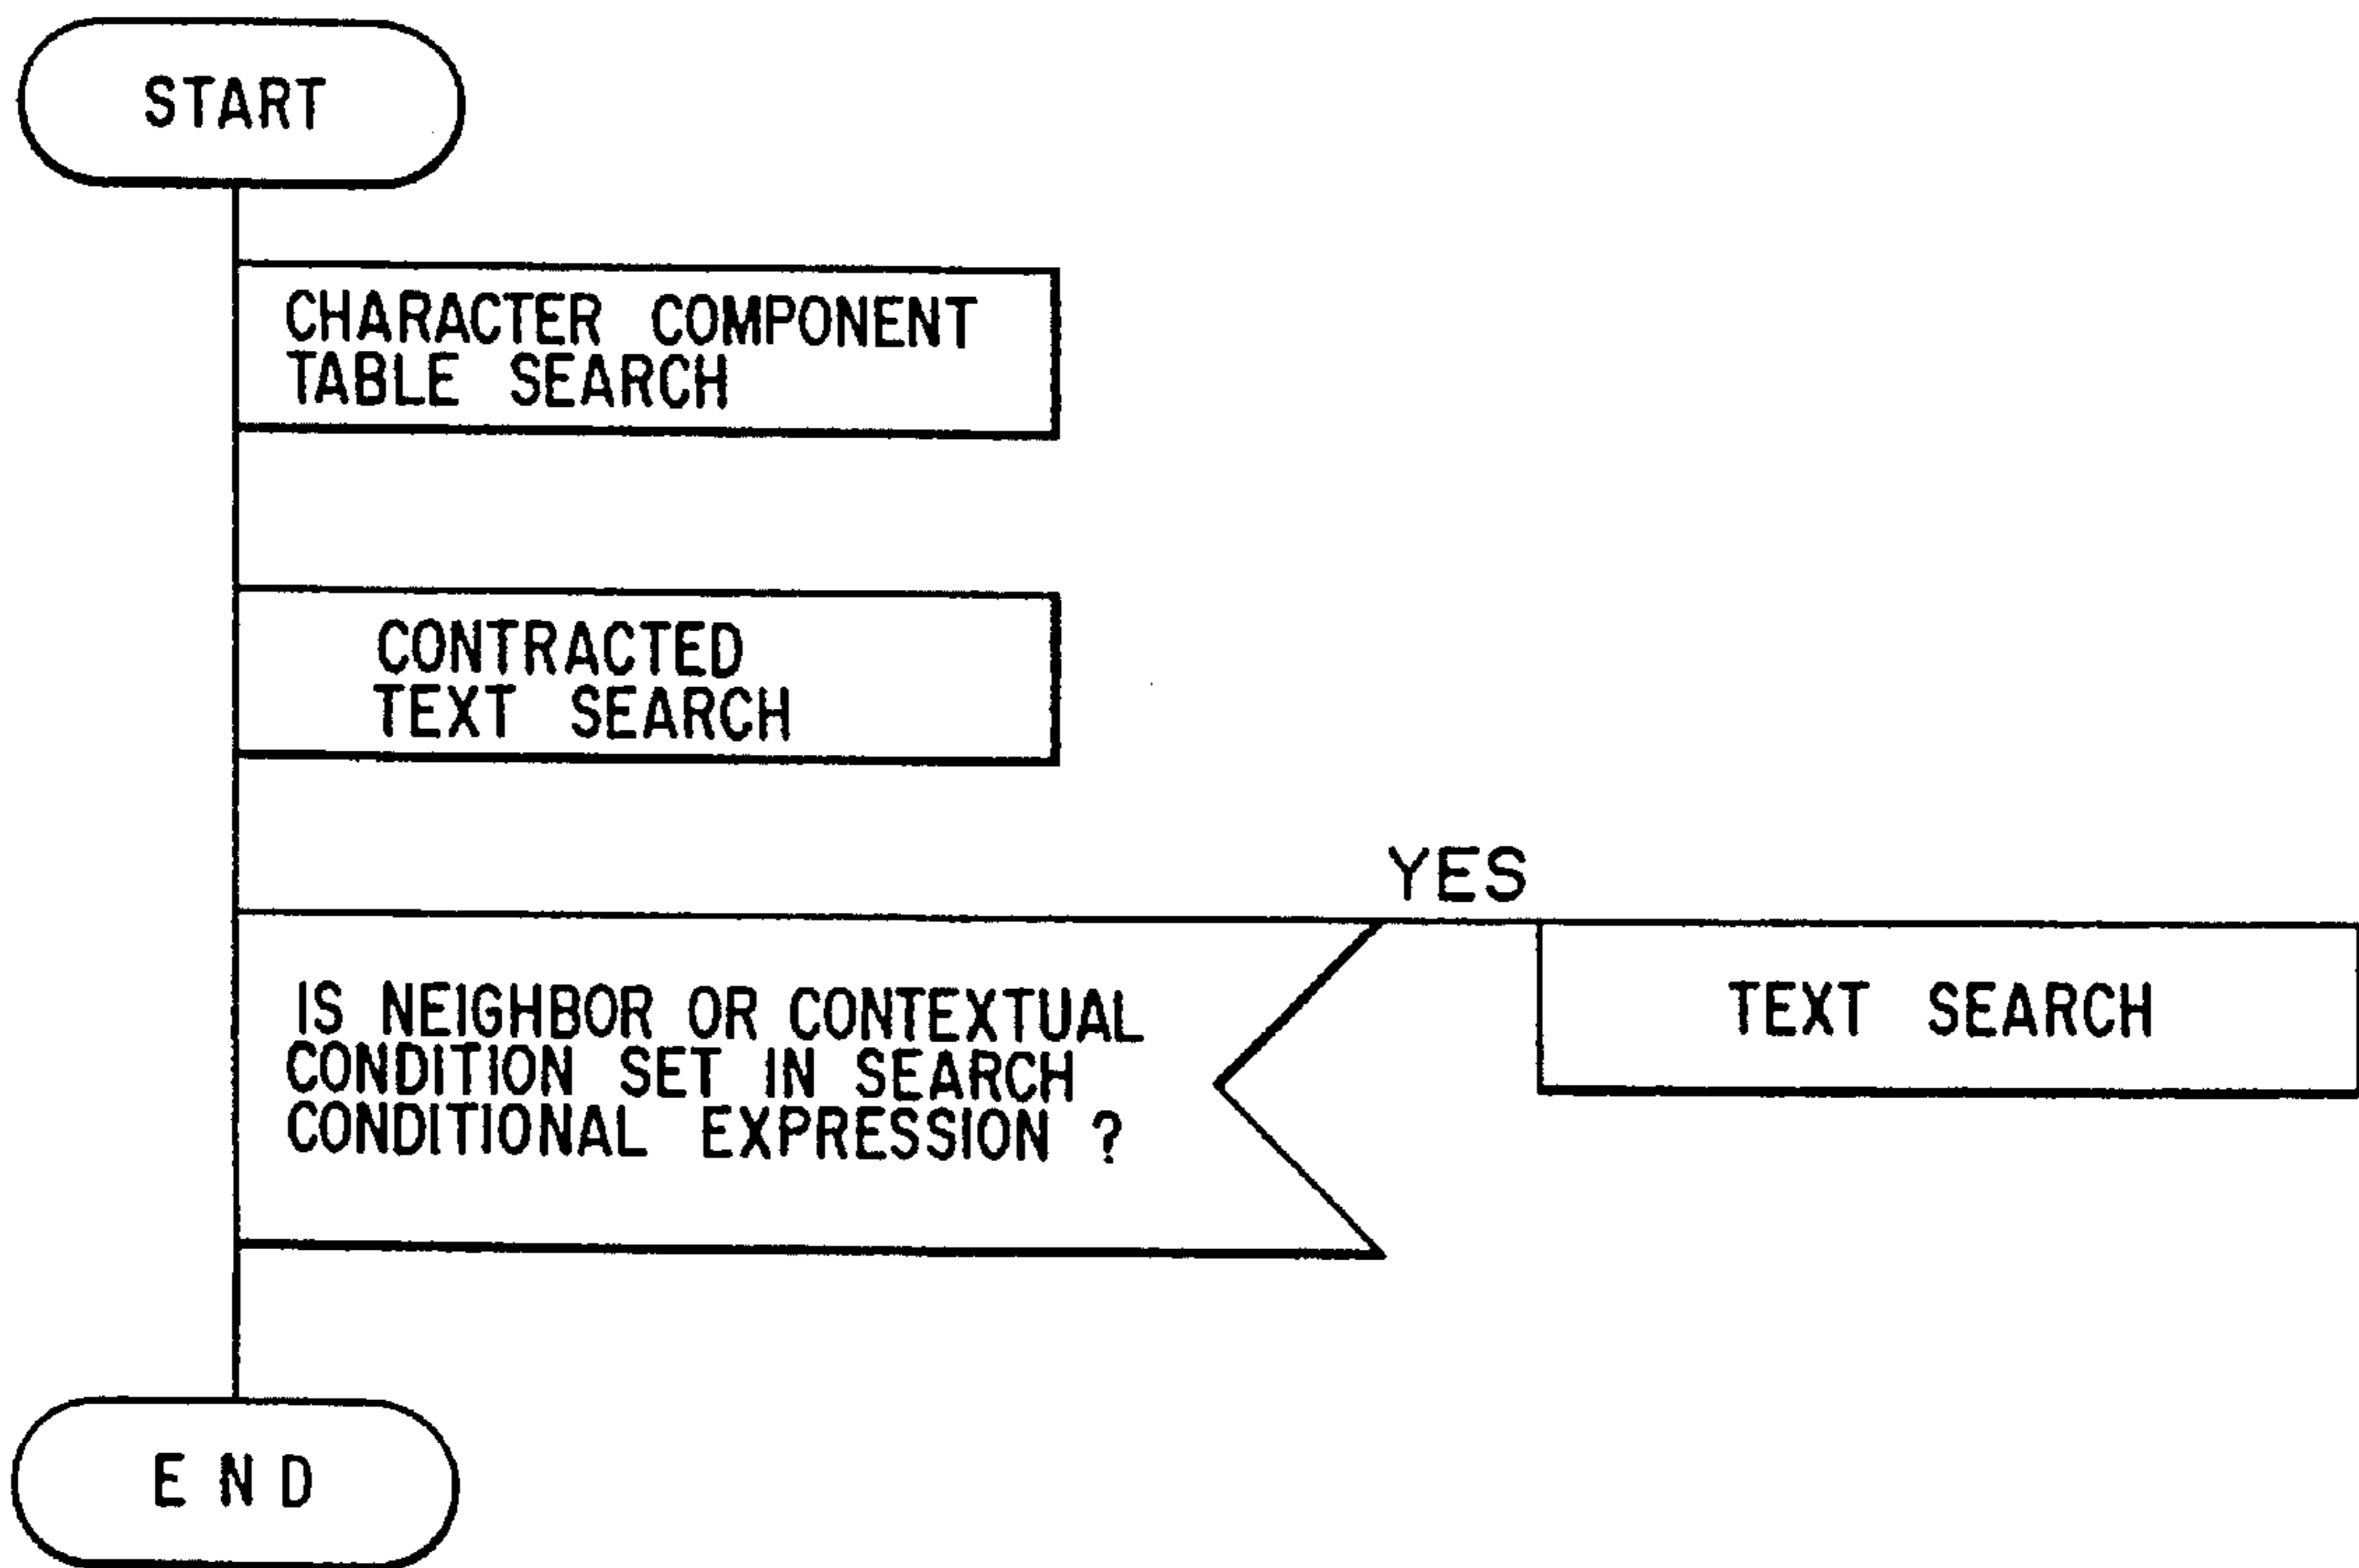 START
CHARACTER COMPONENT
TABLE SEARCH
CONTRACTED
TEXT SEARCH
YES
IS NEIGHBOR OR CONTEXTUAL
CONDITION SET IN SEARCH
CONDITIONAL EXPRESSION ?
TEXT SEARCH
END